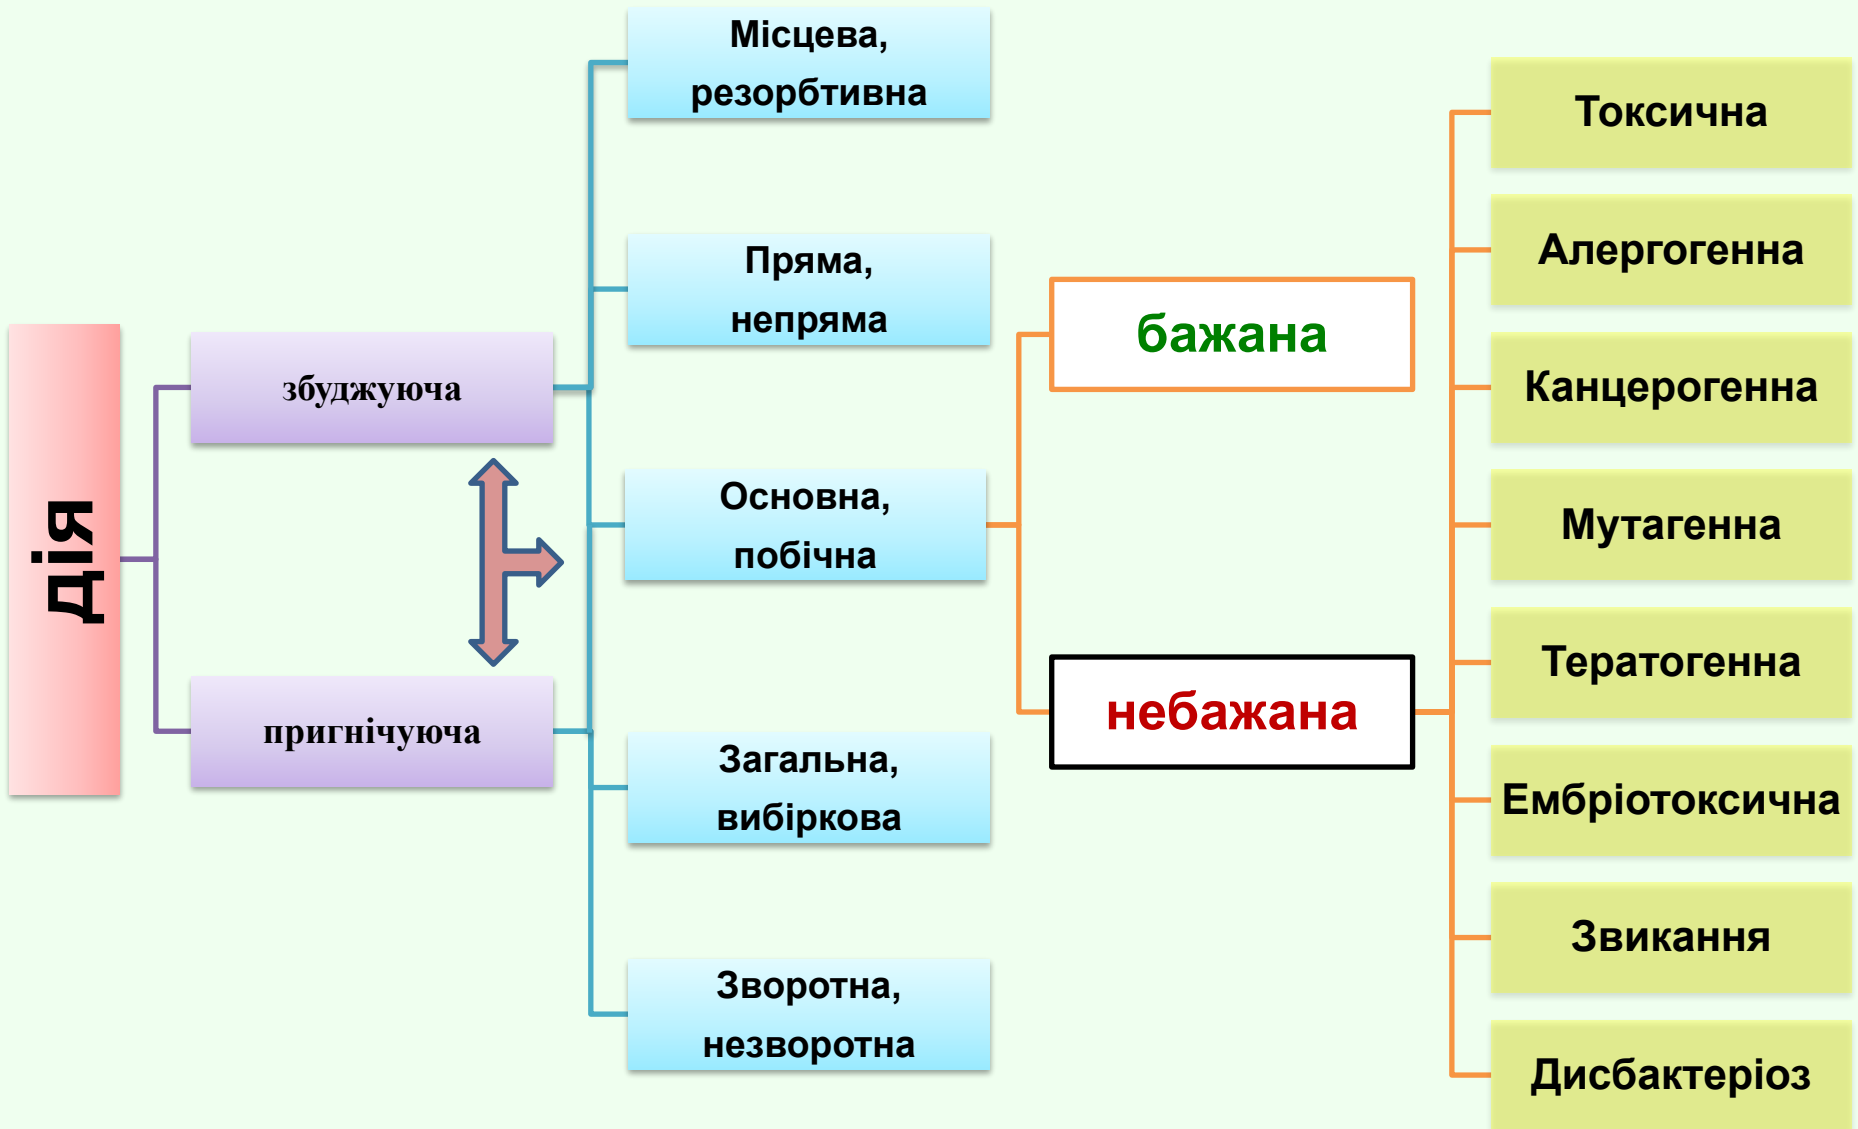 дія
збуджуюча
пригнічуюча
Місцева,
резорбтивна
Пряма,
непряма
Основна,
побічна
Загальна,
вибіркова
Зворотна,
незворотна
бажана
небажана
Токсична
Алергогенна
Канцерогенна
Мутагенна
Тератогенна
Ембріотоксична
Звикання
Дисбактеріоз